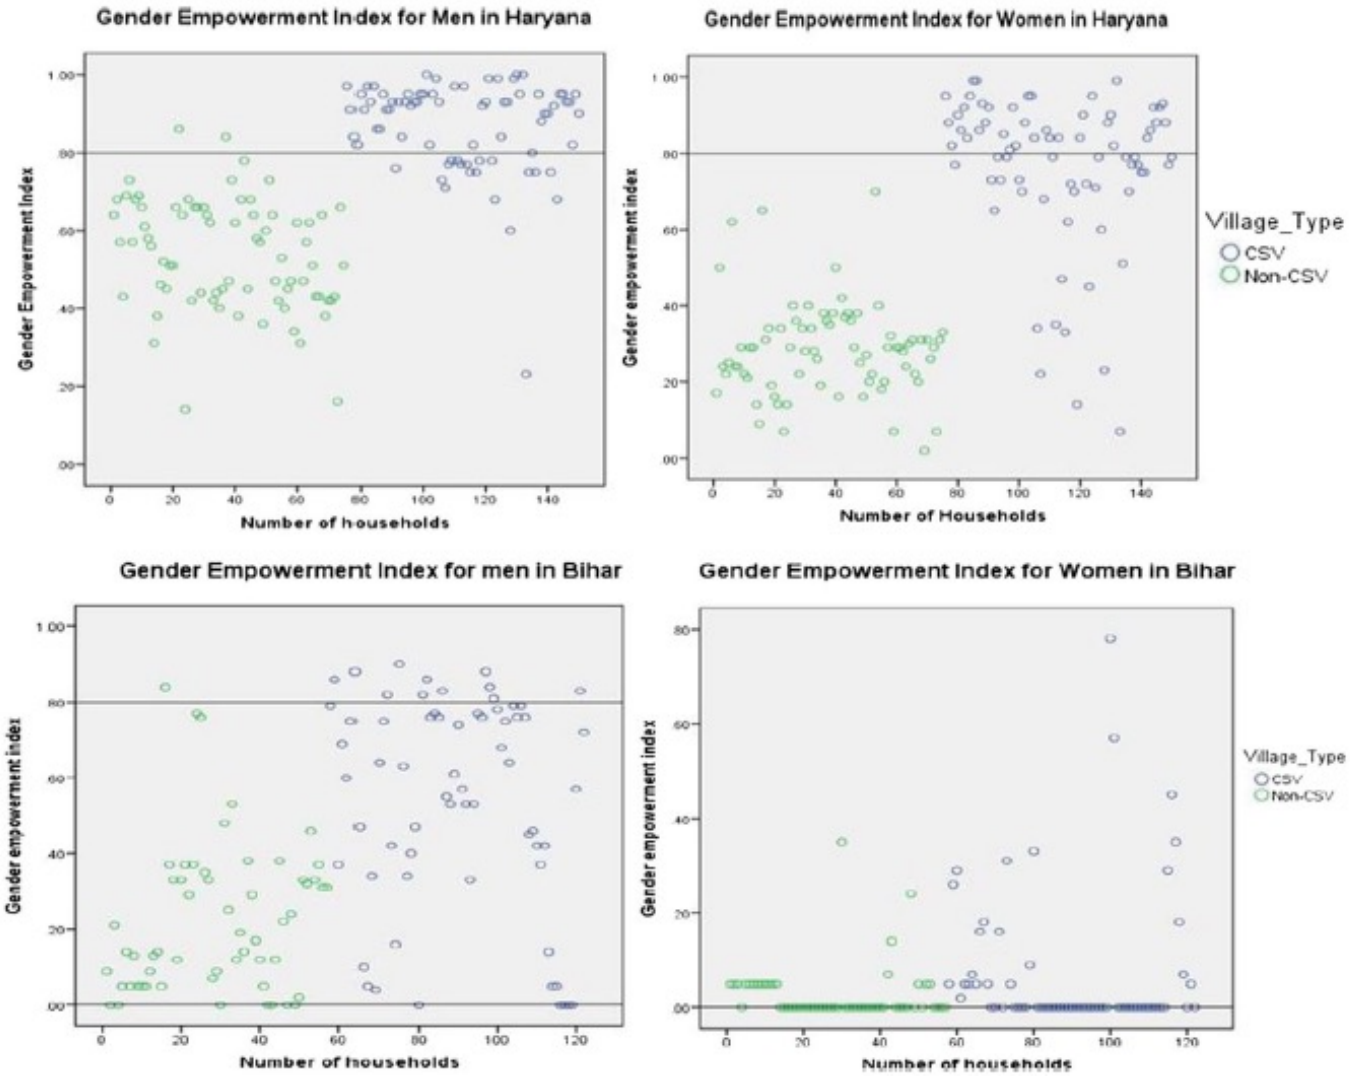 Gender Empowerment Index for Men in Haryana
Gender Empowerment Index
1.00
.80
.60
.40
.20
.00
0 20 40 60 80 100 120 140
Number of households
Gender Empowerment Index for Women in Haryana
Gender empowerment index
1.00
.80
.60
.40
.20
.00
0 20 40 60 80 100 120 140
Number of Households
Village_Type
CSV
Non-CSV
Gender Empowerment Index for men in Bihar
Gender empowerment index
1.00
.80
.60
.40
.20
.00
0 20 40 60 80 100 120
Number of households
Gender Empowerment Index for Women in Bihar
Gender empowerment index
.80
.60
.40
.20
.00
0 20 40 60 80 100 120
Number of households
Village_Type
CSV
Non-CSV